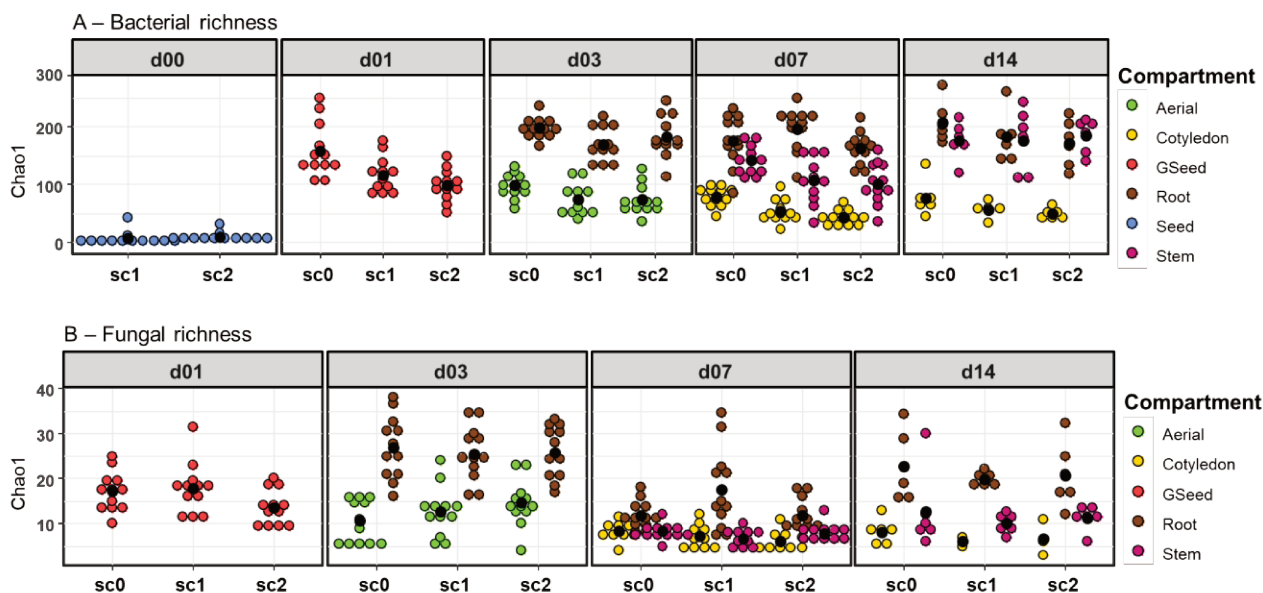 A – Bacterial richness
d00 d01 d03 d07 d14
Chao1
300
200
100
0
sc1 sc2 sc0 sc1 sc2 sc0 sc1 sc2 sc0 sc1 sc2 sc0 sc1 sc2
Compartment
Aerial
Cotyledon
GSeed
Root
Seed
Stem
B – Fungal richness
d01 d03 d07 d14
Chao1
40
30
20
10
sc0 sc1 sc2 sc0 sc1 sc2 sc0 sc1 sc2 sc0 sc1 sc2
Compartment
Aerial
Cotyledon
GSeed
Root
Stem